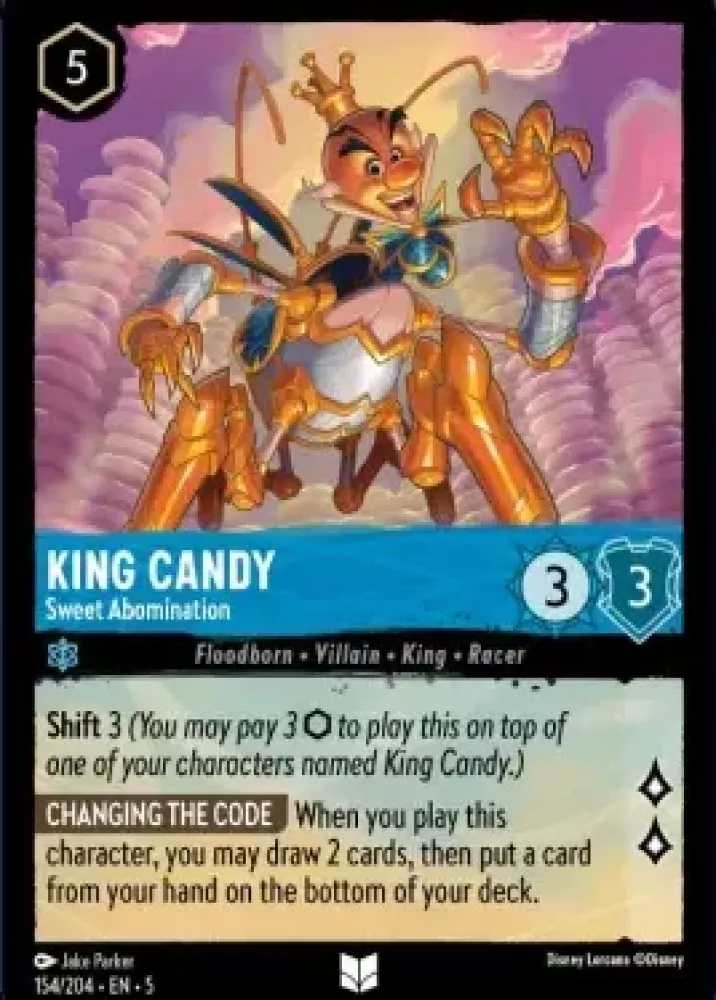 5
KING CANDY
Sweet Abomination
3 3
Floodborn • Villain • King • Racer
Shift 3 (You may pay 3 to play this on top of
one of your characters named King Candy.)
CHANGING THE CODE When you play this
character, you may draw 2 cards, then put a card
from your hand on the bottom of your deck.
Jake Parker
Disney Lorcana ©Disney
154/204 • EN • 5